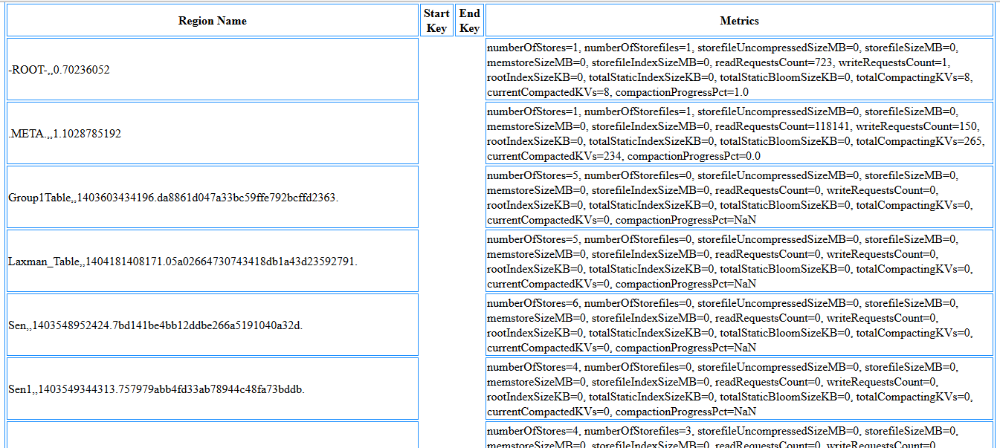 Region Name Start Key End Key Metrics
-ROOT-,,0.70236052
numberOfStores=1, numberOfStorefiles=1, storefileUncompressedSizeMB=0, storefileSizeMB=0,
memstoreSizeMB=0, storefileIndexSizeMB=0, readRequestsCount=723, writeRequestsCount=1,
rootIndexSizeKB=0, totalStaticIndexSizeKB=0, totalStaticBloomSizeKB=0, totalCompactingKVs=8,
currentCompactedKVs=8, compactionProgressPct=1.0
.META.,,1.1028785192
numberOfStores=1, numberOfStorefiles=1, storefileUncompressedSizeMB=0, storefileSizeMB=0,
memstoreSizeMB=0, storefileIndexSizeMB=0, readRequestsCount=118141, writeRequestsCount=150,
rootIndexSizeKB=0, totalStaticIndexSizeKB=0, totalStaticBloomSizeKB=0, totalCompactingKVs=265,
currentCompactedKVs=234, compactionProgressPct=0.0
Group1Table,,1403603434196.da8861d047a33bc59ffe792bcffd2363.
numberOfStores=5, numberOfStorefiles=0, storefileUncompressedSizeMB=0, storefileSizeMB=0,
memstoreSizeMB=0, storefileIndexSizeMB=0, readRequestsCount=0, writeRequestsCount=0,
rootIndexSizeKB=0, totalStaticIndexSizeKB=0, totalStaticBloomSizeKB=0, totalCompactingKVs=0,
currentCompactedKVs=0, compactionProgressPct=NaN
Laxman_Table,,1404181408171.05a02664730743418db1a43d23592791.
numberOfStores=5, numberOfStorefiles=0, storefileUncompressedSizeMB=0, storefileSizeMB=0,
memstoreSizeMB=0, storefileIndexSizeMB=0, readRequestsCount=0, writeRequestsCount=0,
rootIndexSizeKB=0, totalStaticIndexSizeKB=0, totalStaticBloomSizeKB=0, totalCompactingKVs=0,
currentCompactedKVs=0, compactionProgressPct=NaN
Sen,,1403548952424.7bd141be4bb12ddbe266a5191040a32d.
numberOfStores=6, numberOfStorefiles=0, storefileUncompressedSizeMB=0, storefileSizeMB=0,
memstoreSizeMB=0, storefileIndexSizeMB=0, readRequestsCount=0, writeRequestsCount=0,
rootIndexSizeKB=0, totalStaticIndexSizeKB=0, totalStaticBloomSizeKB=0, totalCompactingKVs=0,
currentCompactedKVs=0, compactionProgressPct=NaN
Sen1,,1403549344313.757979abb4fd33ab78944c48fa73bddb.
numberOfStores=4, numberOfStorefiles=0, storefileUncompressedSizeMB=0, storefileSizeMB=0,
memstoreSizeMB=0, storefileIndexSizeMB=0, readRequestsCount=0, writeRequestsCount=0,
rootIndexSizeKB=0, totalStaticIndexSizeKB=0, totalStaticBloomSizeKB=0, totalCompactingKVs=0,
currentCompactedKVs=0, compactionProgressPct=NaN
numberOfStores=4, numberOfStorefiles=3, storefileUncompressedSizeMB=0, storefileSizeMB=0,
memstoreSizeMB=0, storefileIndexSizeMB=0, readRequestsCount=0, writeRequestsCount=0,